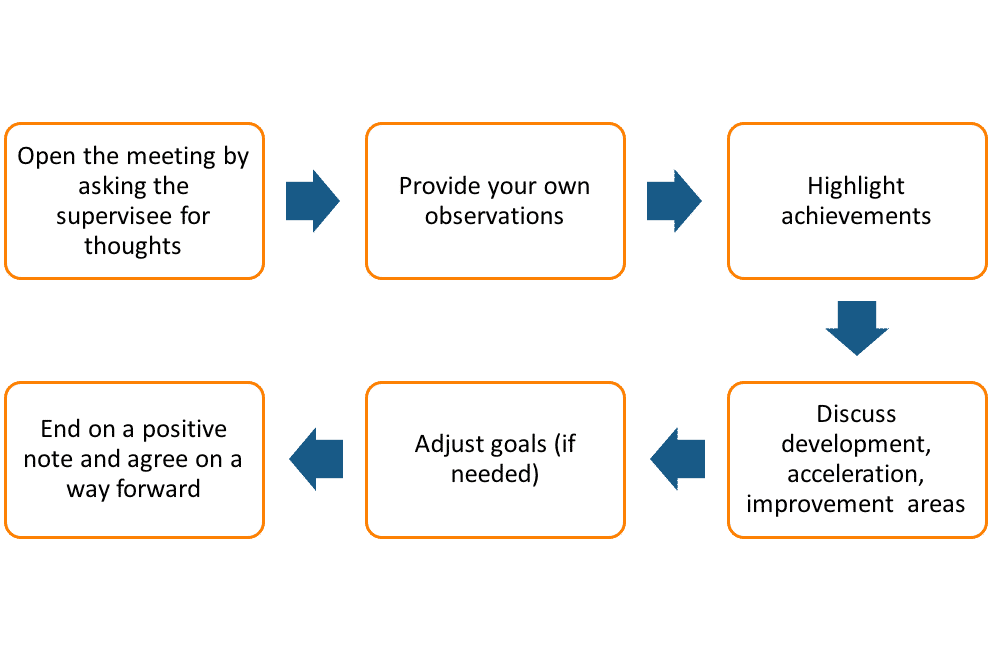 Open the meeting by
asking the
supervisee for
thoughts
Provide your own
observations
Highlight
achievements
Discuss
development,
acceleration,
improvement  areas
Adjust goals (if
needed)
End on a positive
note and agree on a
way forward